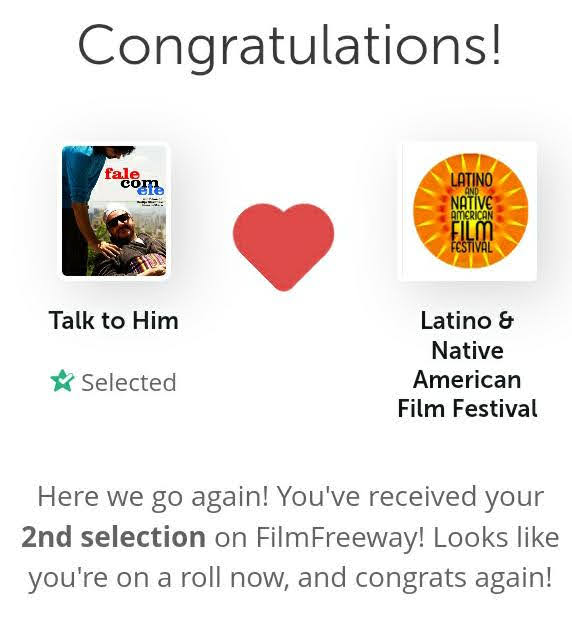 Congratulations!
fale
com
ele
LATINO
AND
NATIVE
AMERICAN
FILM
FESTIVAL
Talk to Him
Selected
Latino &
Native
American
Film Festival
Here we go again! You've received your
2nd selection on FilmFreeway! Looks like
you're on a roll now, and congrats again!